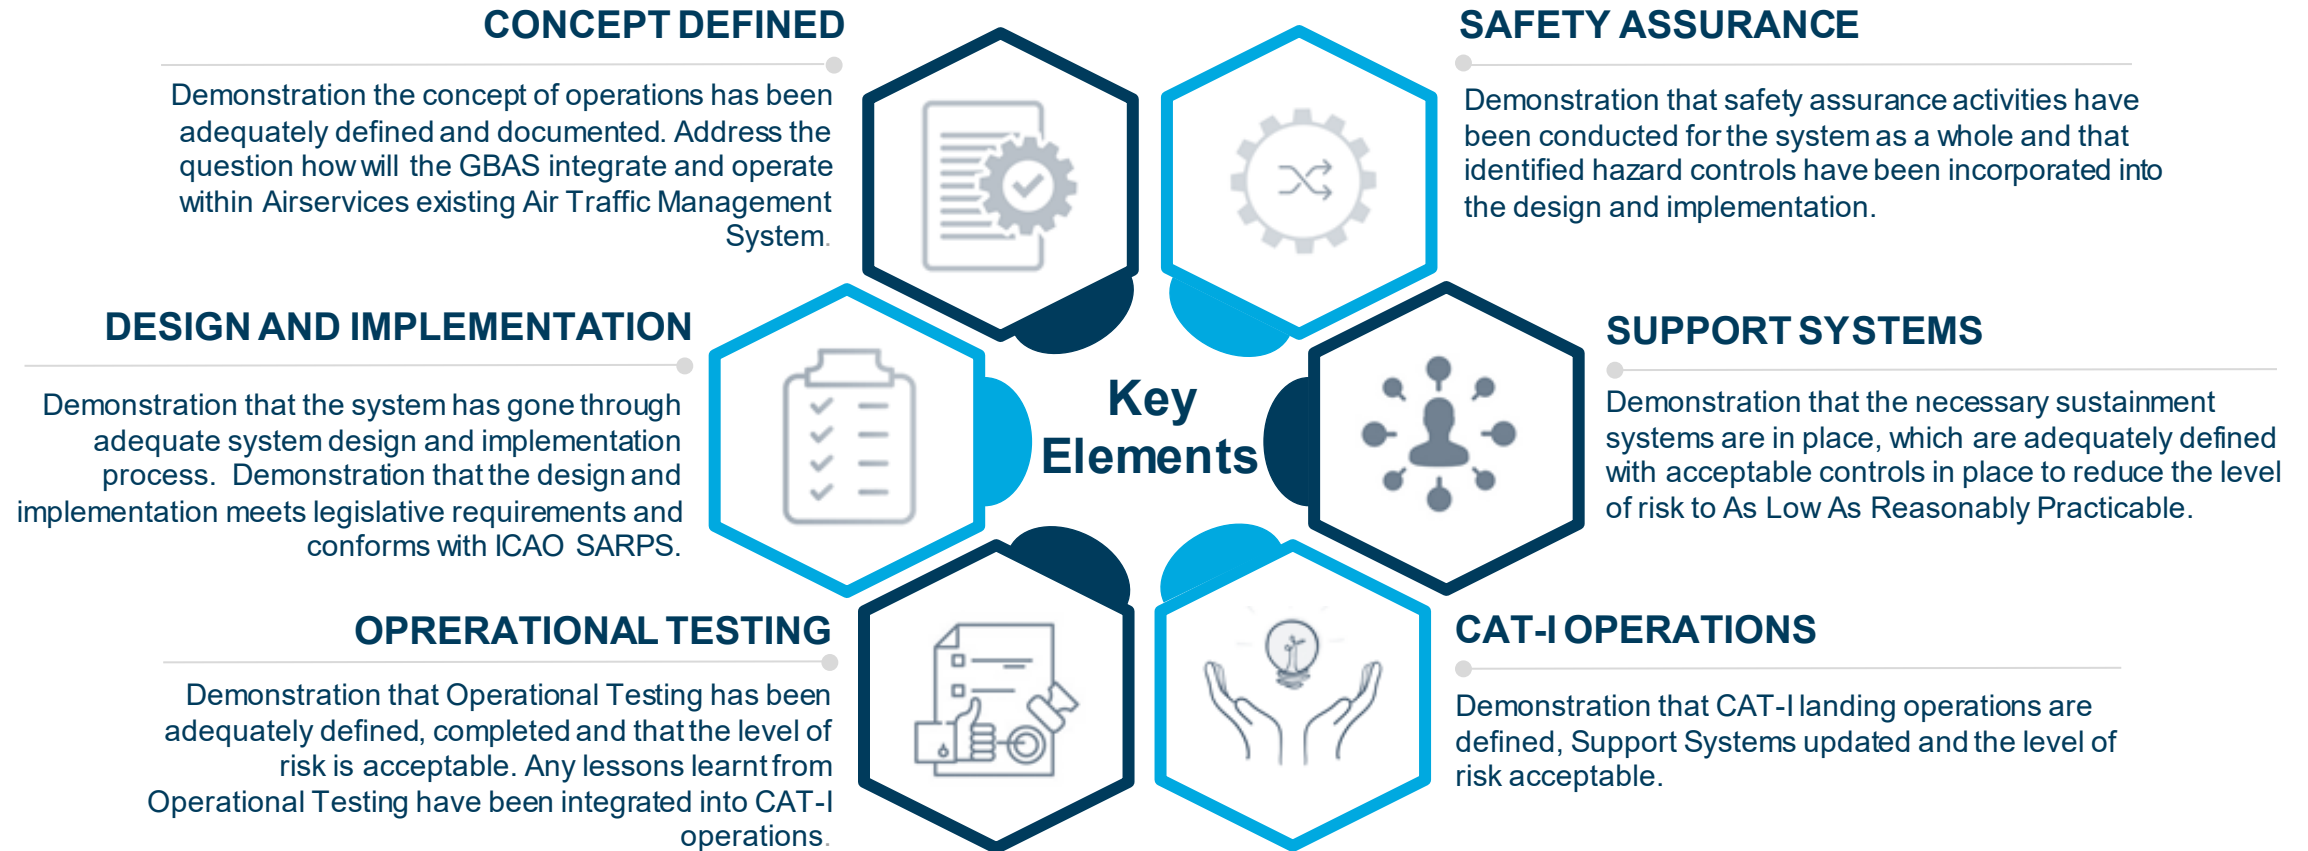 CONCEPT DEFINED
Demonstration the concept of operations has been
adequately defined and documented. Address the
question how will the GBAS integrate and operate
within Airservices existing Air Traffic Management
System.
DESIGN AND IMPLEMENTATION
Demonstration that the system has gone through
adequate system design and implementation
process. Demonstration that the design and
implementation meets legislative requirements and
conforms with ICAO SARPS.
OPRERATIONAL TESTING
Demonstration that Operational Testing has been
adequately defined, completed and that the level of
risk is acceptable. Any lessons learnt from
Operational Testing have been integrated into CAT-I
operations.
Key
Elements
SAFETY ASSURANCE
Demonstration that safety assurance activities have
been conducted for the system as a whole and that
identified hazard controls have been incorporated into
the design and implementation.
SUPPORT SYSTEMS
Demonstration that the necessary sustainment
systems are in place, which are adequately defined
with acceptable controls in place to reduce the level
of risk to As Low As Reasonably Practicable.
CAT-I OPERATIONS
Demonstration that CAT-I landing operations are
defined, Support Systems updated and the level of
risk acceptable.